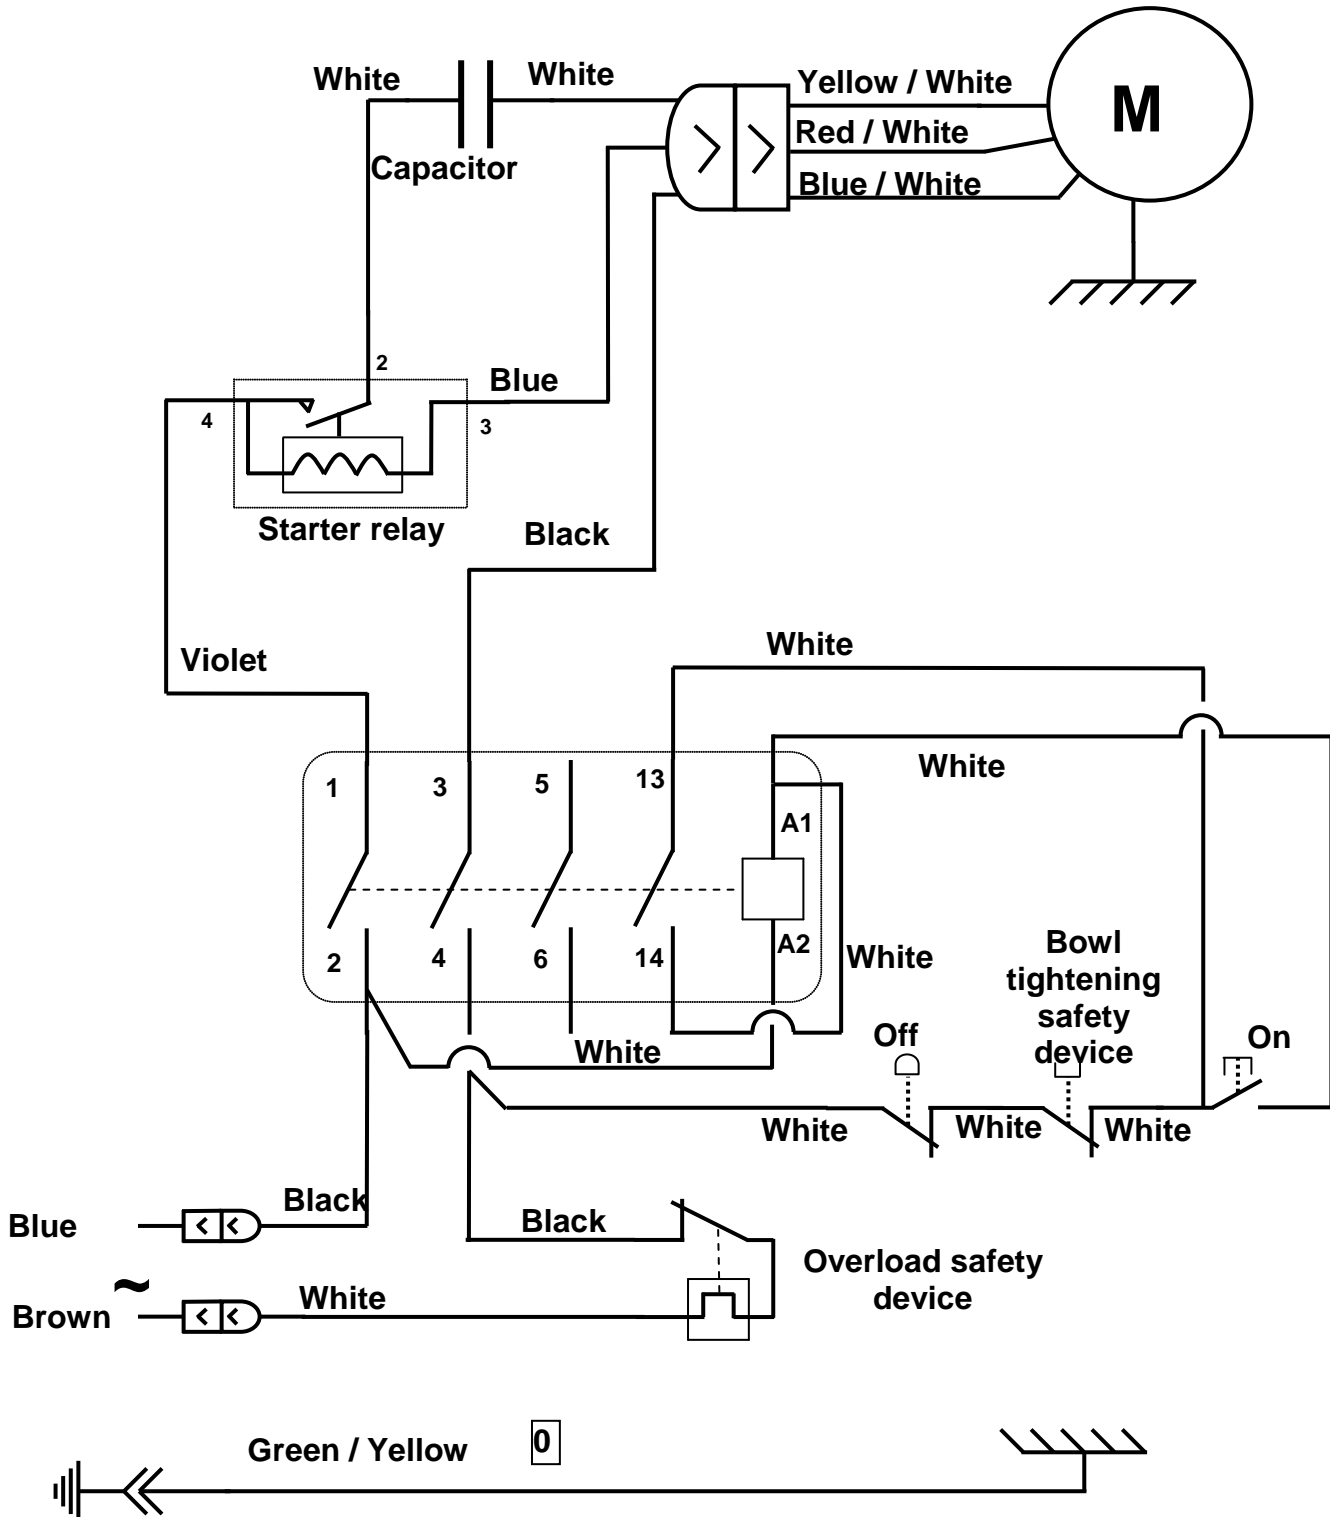 White
White
Capacitor
Yellow / White
Red / White
Blue / White
M
2
Blue
4
3
Starter relay
Black
Violet
White
White
1
3
5
13
A1
2
4
6
14
A2
White
Bowl
tightening
safety
device
Off
On
White
White
White
White
Black
Blue
Black
Overload safety
device
~
Brown
White
Green / Yellow
0